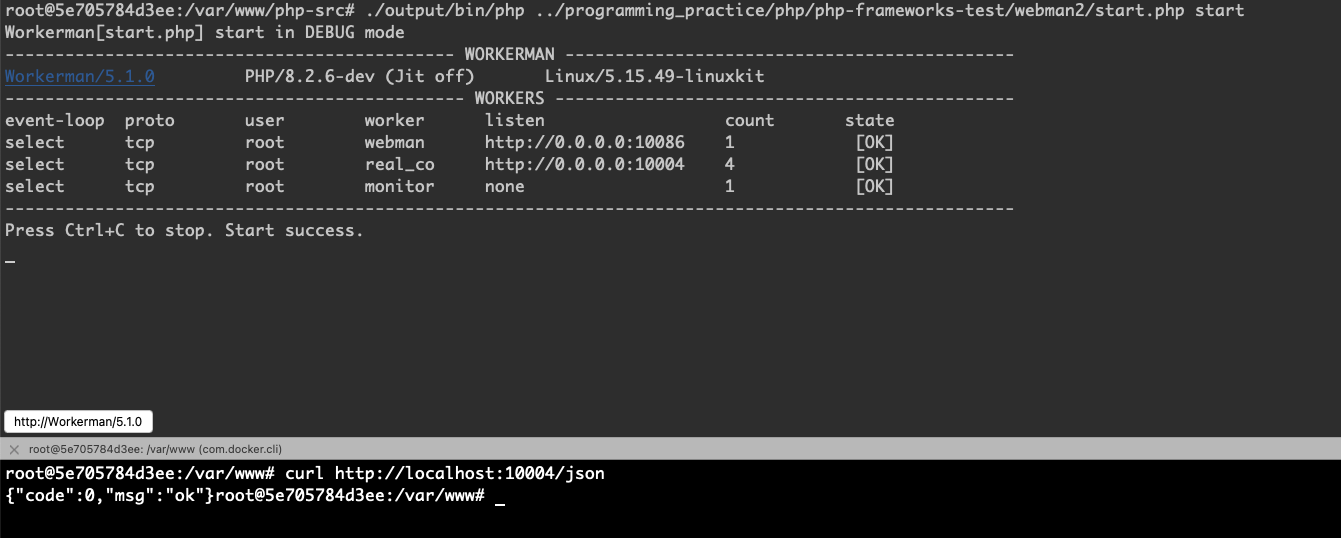 root@5e705784d3ee:/var/www/php-src# ./output/bin/php ../programming_practice/php/php-frameworks-test/webman2/start.php start
Workerman[start.php] start in DEBUG mode
--------------------------------------------- WORKERMAN ---------------------------------------------
Workerman/5.1.0         PHP/8.2.6-dev (Jit off)       Linux/5.15.49-linuxkit
---------------------------------------------- WORKERS ----------------------------------------------
event-loop  proto       user        worker      listen                  count       state
select      tcp         root        webman      http://0.0.0.0:10086    1            [OK]
select      tcp         root        real_co     http://0.0.0.0:10004    4            [OK]
select      tcp         root        monitor     none                    1            [OK]
-----------------------------------------------------------------------------------------------------
Press Ctrl+C to stop. Start success.
_
http://Workerman/5.1.0
root@5e705784d3ee: /var/www (com.docker.cli)
root@5e705784d3ee:/var/www# curl http://localhost:10004/json
{"code":0,"msg":"ok"}root@5e705784d3ee:/var/www# _